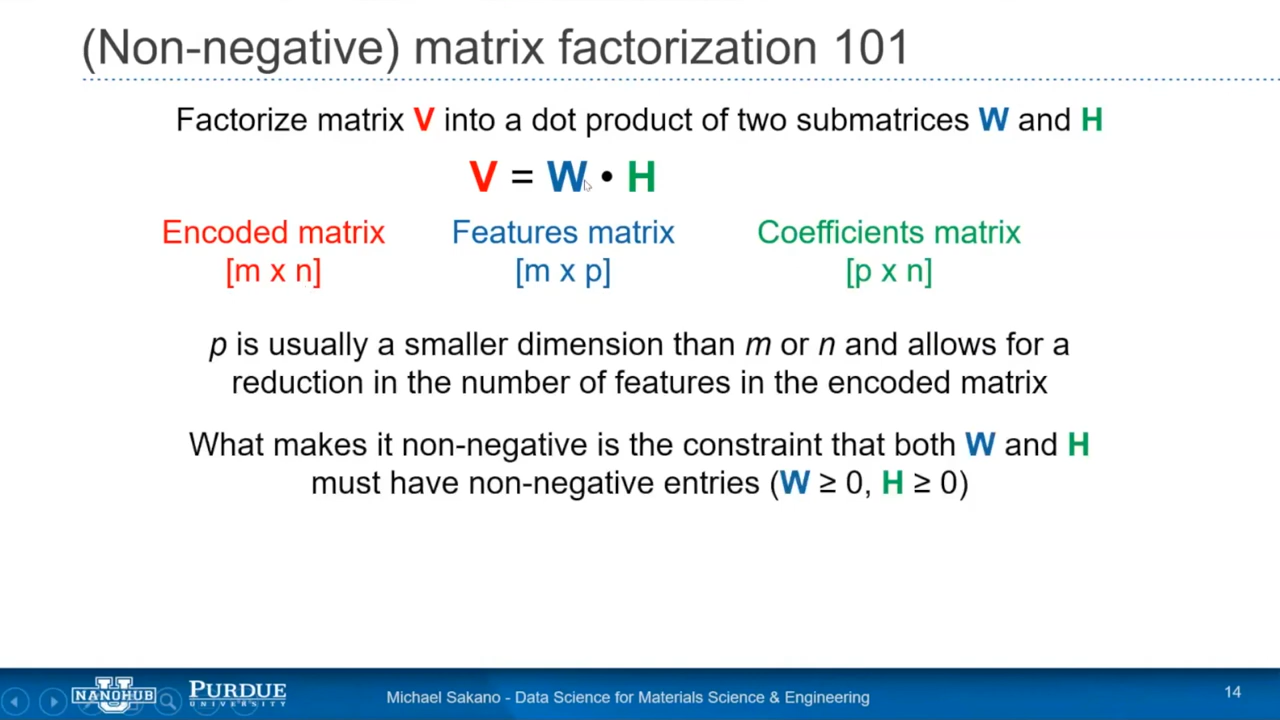 (Non-negative) matrix factorization 101
Factorize matrix V into a dot product of two submatrices W and H
V = W • H
Encoded matrix
[m x n]
Features matrix
[m x p]
Coefficients matrix
[p x n]
p is usually a smaller dimension than m or n and allows for a
reduction in the number of features in the encoded matrix
What makes it non-negative is the constraint that both W and H
must have non-negative entries (W ≥ 0, H ≥ 0)
NANOHUB
PURDUE
UNIVERSITY
Michael Sakano - Data Science for Materials Science & Engineering
14